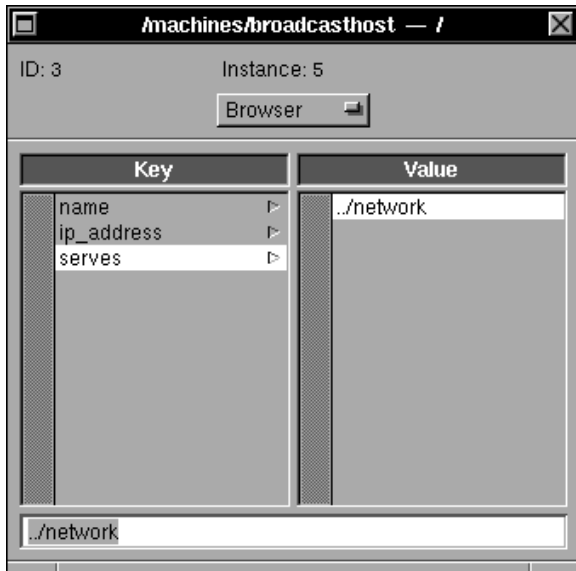 /machines/broadcasthost — /
ID: 3 Instance: 5
Browser
Key Value
name ../network
ip_address
serves
../network